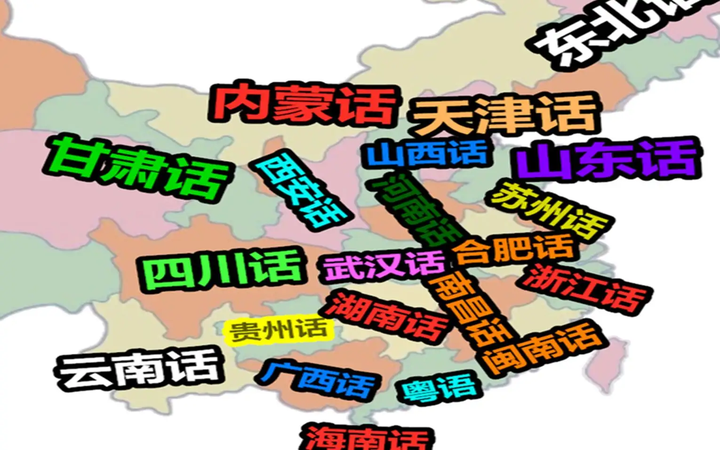 东北话
内蒙话
天津话
甘肃话
西安话
山西话
山东话
河南话
苏州话
四川话
武汉话
合肥话
浙江话
南昌话
湖南话
贵州话
闽南话
云南话
广西话
粤语
海南话